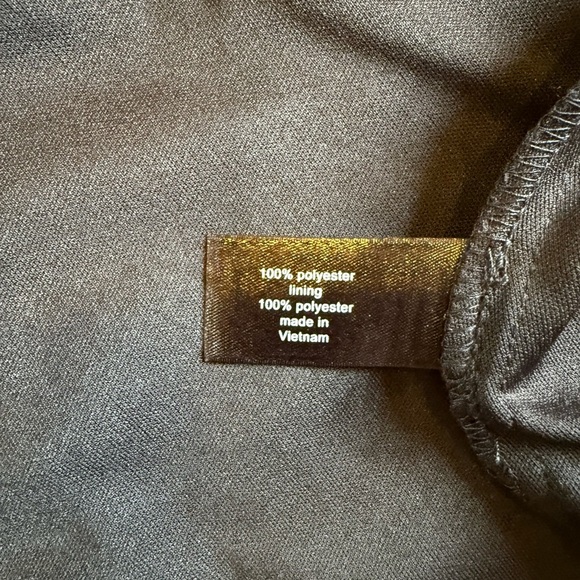 100% polyester
lining
100% polyester
made in
Vietnam